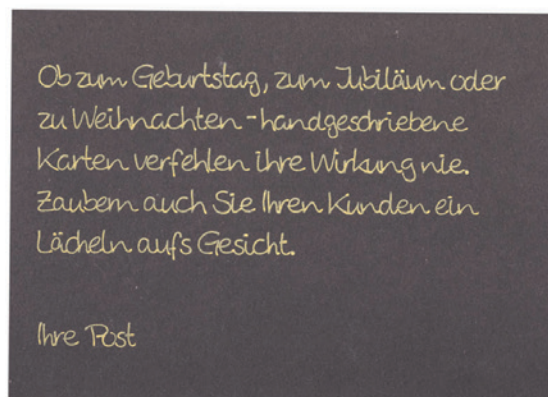 Ob zum Geburtstag, zum Jubiläum oder
zu Weihnachten - handgeschriebene
Karten verfehlen ihre Wirkung nie.
Zaubern auch Sie Ihren Kunden ein
Lächeln aufs Gesicht.
Ihre Post